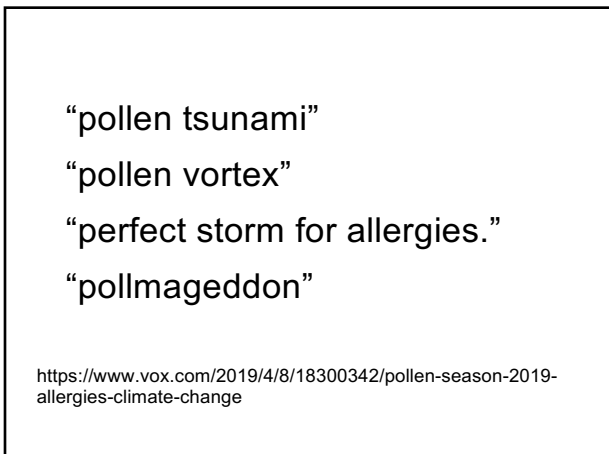 “pollen tsunami”
“pollen vortex”
“perfect storm for allergies.”
“pollmageddon”
https://www.vox.com/2019/4/8/18300342/pollen-season-2019-
allergies-climate-change